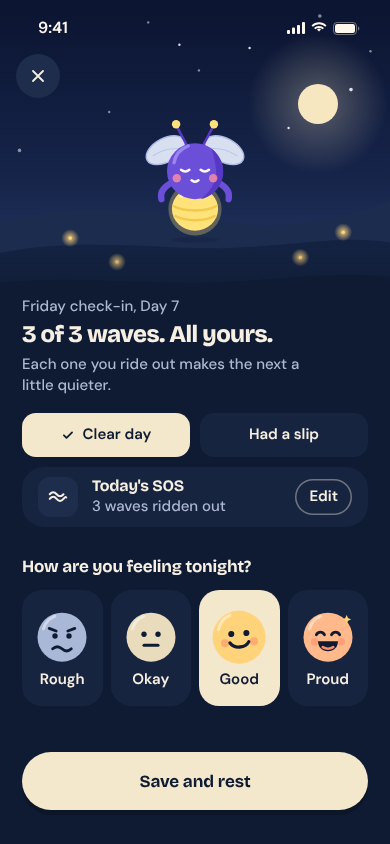 9:41
Friday check-in, Day 7
3 of 3 waves. All yours.
Each one you ride out makes the next a
little quieter.
Clear day
Had a slip
Today's SOS
3 waves ridden out
Edit
How are you feeling tonight?
Rough
Okay
Good
Proud
Save and rest